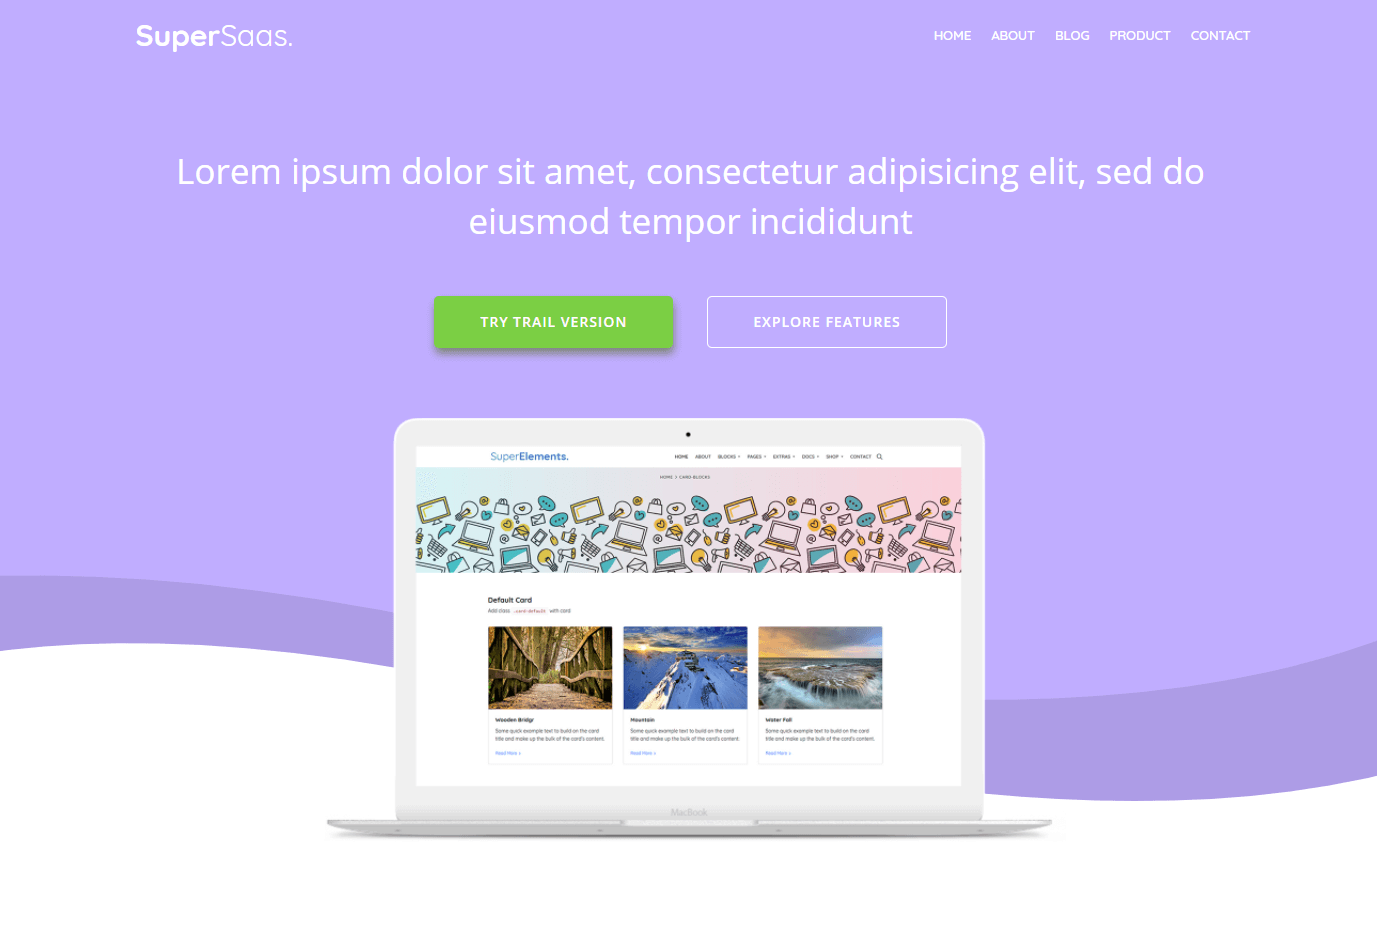 SuperSaas.
HOME ABOUT BLOG PRODUCT CONTACT
Lorem ipsum dolor sit amet, consectetur adipisicing elit, sed do
eiusmod tempor incididunt
TRY TRAIL VERSION
EXPLORE FEATURES
SuperElements.
HOME ABOUT BLOCKS PAGES EXTRAS DOCS SHOP CONTACT
HOME > CARD-BLOCKS
Default Card
Add class .card-default with card
Wooden Bridgr
Some quick example text to build on the card
title and make up the bulk of the card's content.
Read More >
Mountain
Some quick example text to build on the card
title and make up the bulk of the card's content.
Read More >
Water Fall
Some quick example text to build on the card
title and make up the bulk of the card's content.
Read More >
MacBook